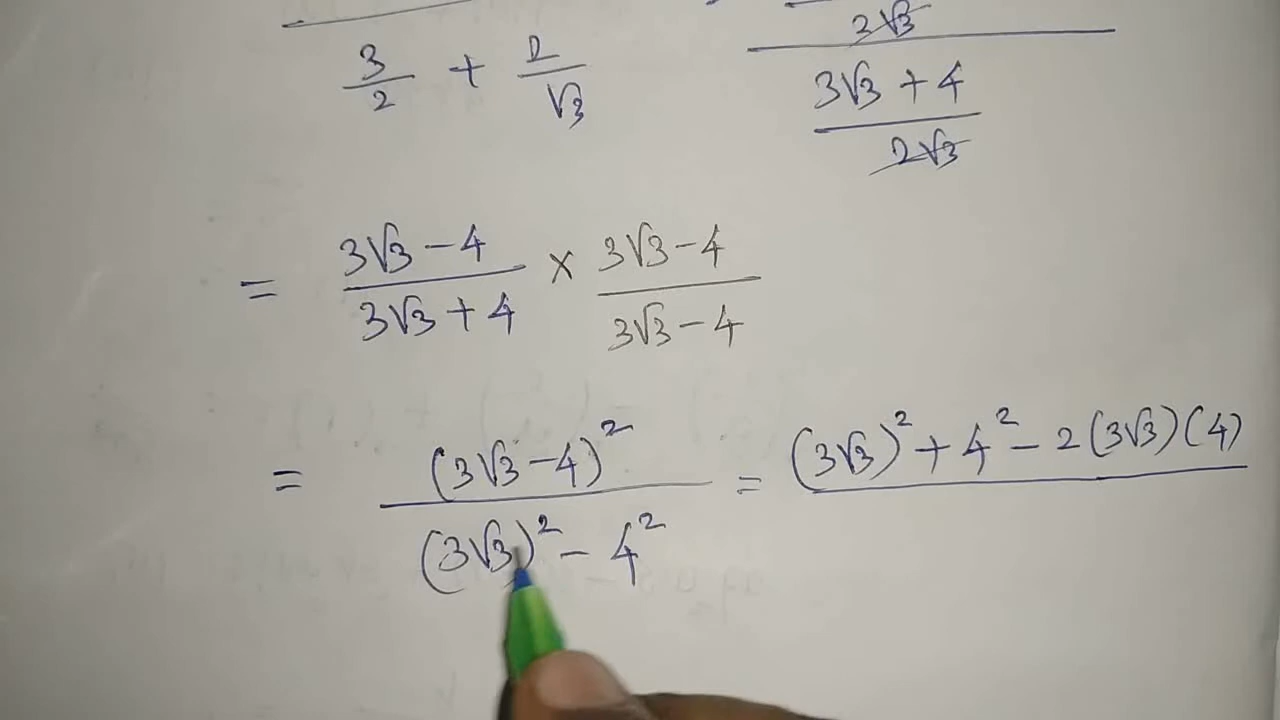 2√3
3/2 + 2/√3
3√3 + 4
2√3
= (3√3 - 4)/(3√3 + 4) × (3√3 - 4)/(3√3 - 4)
= (3√3 - 4)²/((3√3)² - 4²) = (3√3)² + 4² - 2(3√3)(4)